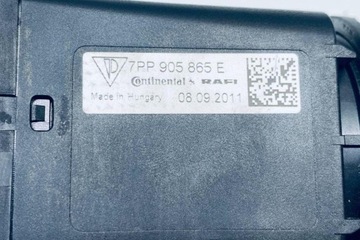 7PP 905 865 E
Continental & RAFI
Made in Hungary 08.09.2011